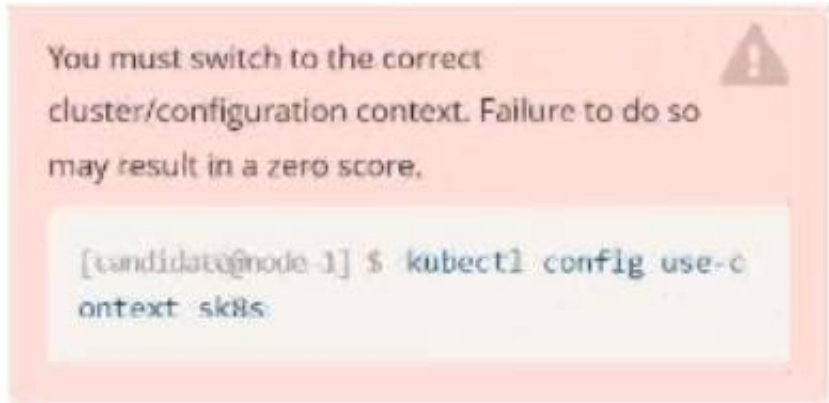 You must switch to the correct
cluster/configuration context. Failure to do so
may result in a zero score.
[candidate@node-1] $ kubectl config use-c
ontext sk8s